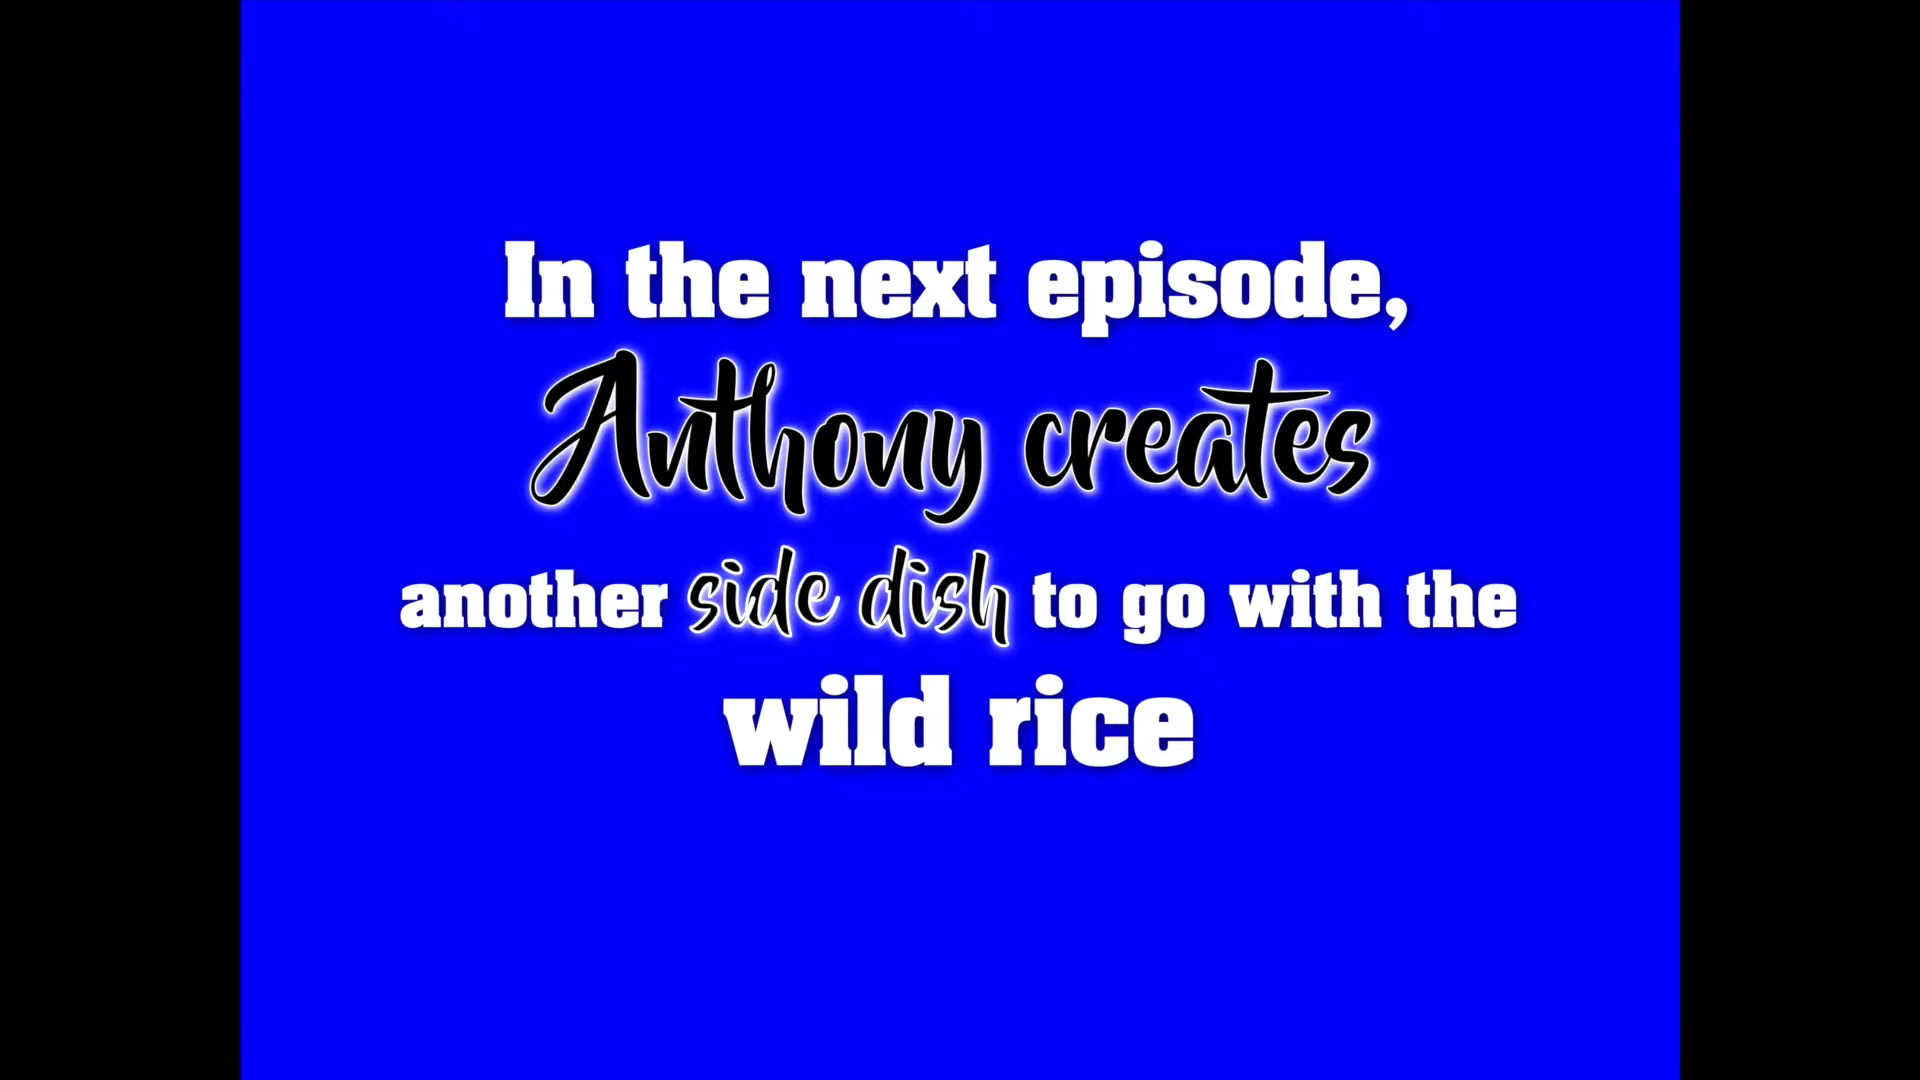 In the next episode,
Anthony creates
another side dish to go with the
wild rice